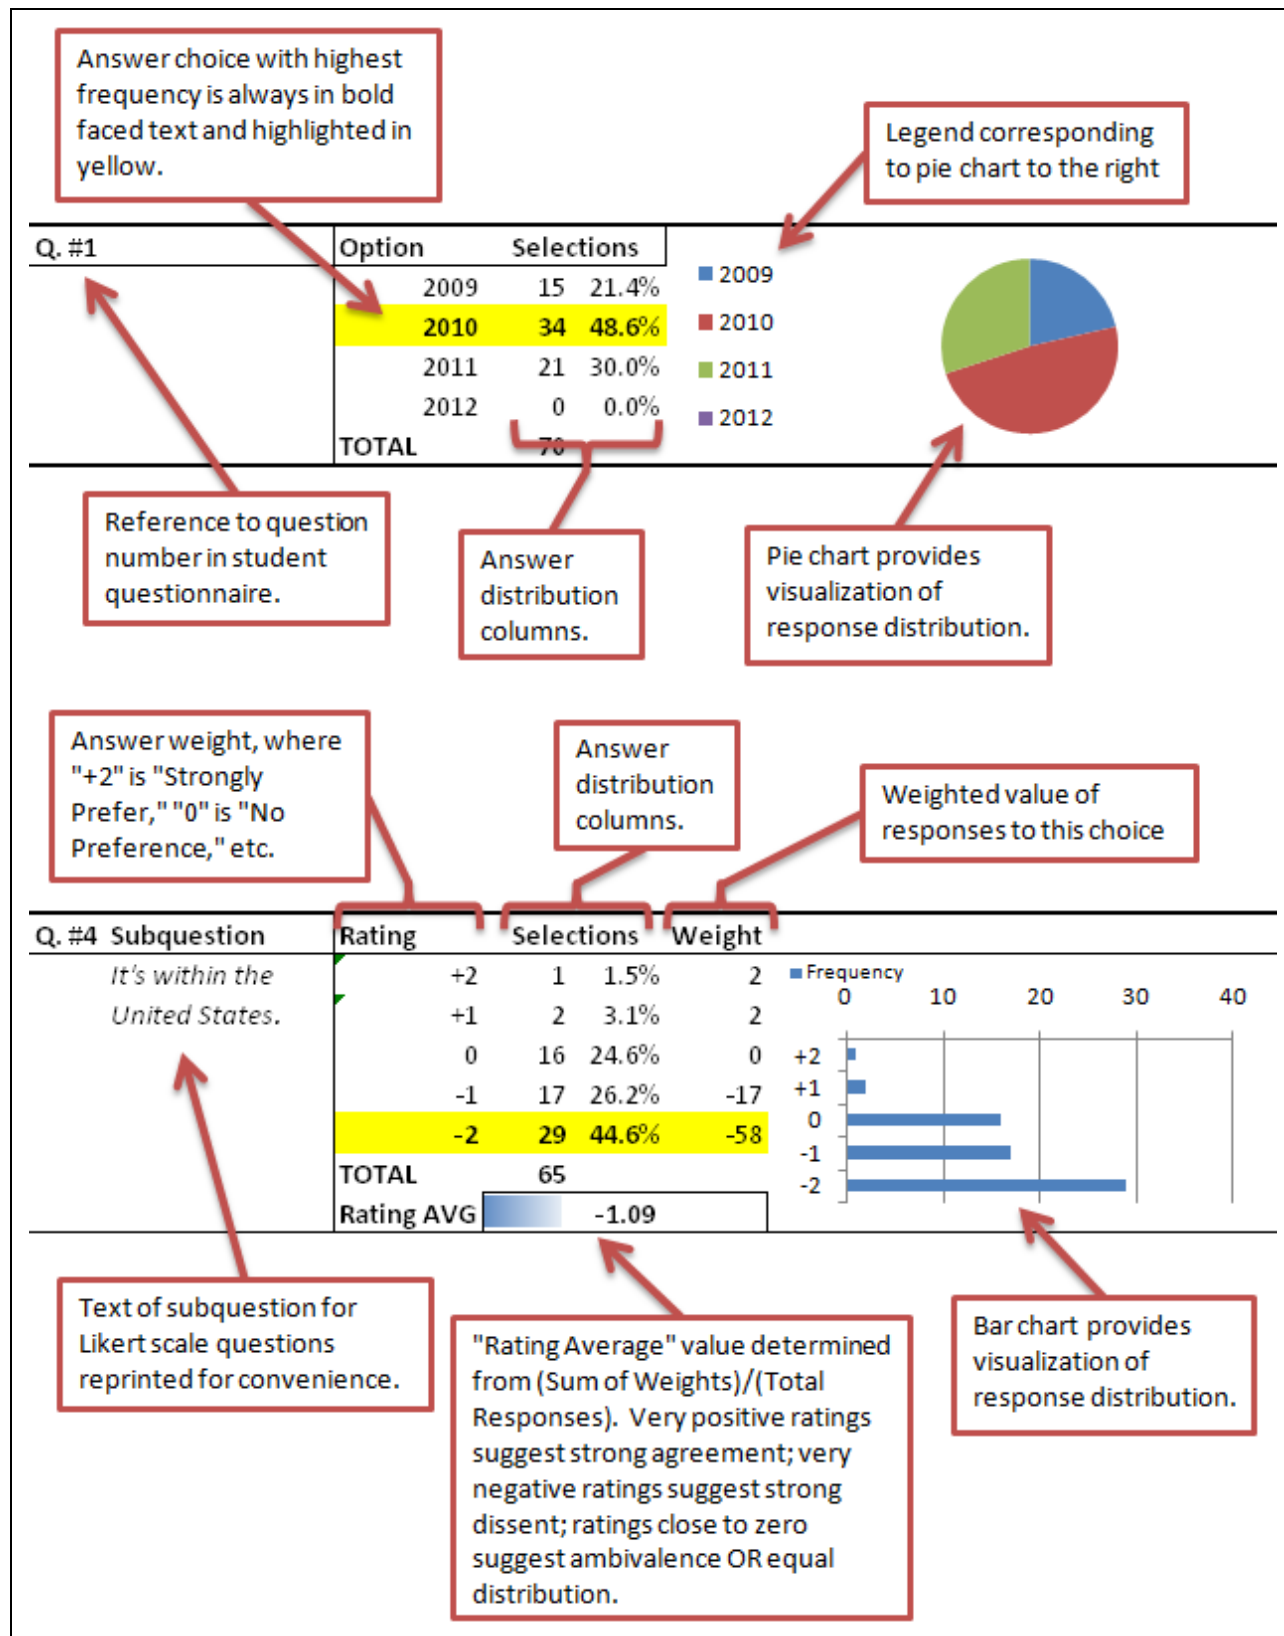 Answer choice with highest
frequency is always in bold
faced text and highlighted in
yellow.
Legend corresponding
to pie chart to the right
Q. #1 Option Selections
2009 15 21.4%
2010 34 48.6%
2011 21 30.0%
2012 0 0.0%
TOTAL 70
2009
2010
2011
2012
Reference to question
number in student
questionnaire.
Answer
distribution
columns.
Pie chart provides
visualization of
response distribution.
Answer weight, where
"+2" is "Strongly
Prefer," "0" is "No
Preference," etc.
Answer
distribution
columns.
Weighted value of
responses to this choice
Q. #4 Subquestion Rating Selections Weight
It's within the
United States.
+2 1 1.5% 2
+1 2 3.1% 2
0 16 24.6% 0
-1 17 26.2% -17
-2 29 44.6% -58
TOTAL 65
Rating AVG -1.09
Frequency
0 10 20 30 40
+2
+1
0
-1
-2
Text of subquestion for
Likert scale questions
reprinted for convenience.
"Rating Average" value determined
from (Sum of Weights)/(Total
Responses). Very positive ratings
suggest strong agreement; very
negative ratings suggest strong
dissent; ratings close to zero
suggest ambivalence OR equal
distribution.
Bar chart provides
visualization of
response distribution.